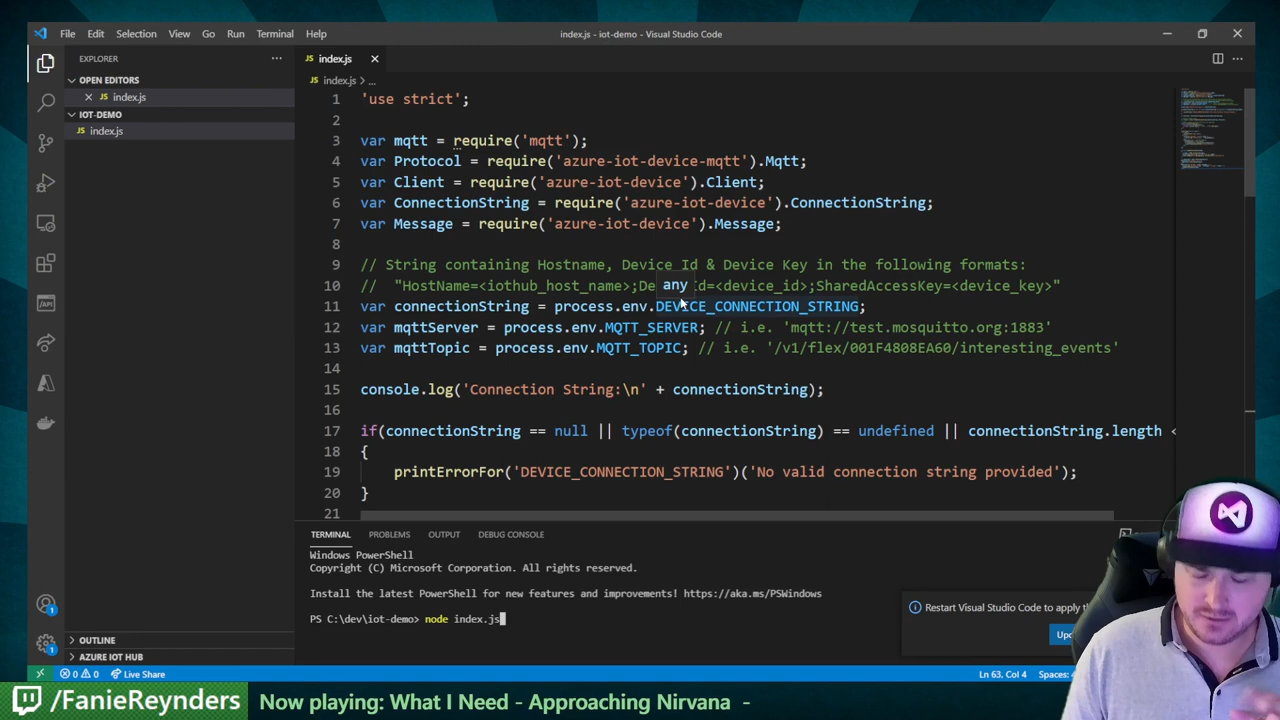 File Edit Selection View Go Run Terminal Help
index.js - iot-demo - Visual Studio Code
EXPLORER
OPEN EDITORS
JS index.js
IOT-DEMO
JS index.js
OUTLINE
AZURE IOT HUB
JS index.js
JS index.js > ...
1 'use strict';
2
3 var mqtt = require('mqtt');
4 var Protocol = require('azure-iot-device-mqtt').Mqtt;
5 var Client = require('azure-iot-device').Client;
6 var ConnectionString = require('azure-iot-device').ConnectionString;
7 var Message = require('azure-iot-device').Message;
8
9 // String containing Hostname, Device Id & Device Key in the following formats:
10 // "HostName=<iothub_host_name>;De Id=<device_id>;SharedAccessKey=<device_key>"
any
11 var connectionString = process.env.DEVICE_CONNECTION_STRING;
12 var mqttServer = process.env.MQTT_SERVER; // i.e. 'mqtt://test.mosquitto.org:1883'
13 var mqttTopic = process.env.MQTT_TOPIC; // i.e. '/v1/flex/001F4808EA60/interesting_events'
14
15 console.log('Connection String:\n' + connectionString);
16
17 if(connectionString == null || typeof(connectionString) == undefined || connectionString.length <
18 {
19 printErrorFor('DEVICE_CONNECTION_STRING')('No valid connection string provided');
20 }
21
TERMINAL PROBLEMS OUTPUT DEBUG CONSOLE
Windows PowerShell
Copyright (C) Microsoft Corporation. All rights reserved.
Install the latest PowerShell for new features and improvements! https://aka.ms/PSWindows
PS C:\dev\iot-demo> node index.js
Restart Visual Studio Code to apply th
Up
1
1
0 0 Live Share
Ln 63, Col 4 Spaces:
/FanieReynders
Now playing: What I Need - Approaching Nirvana -